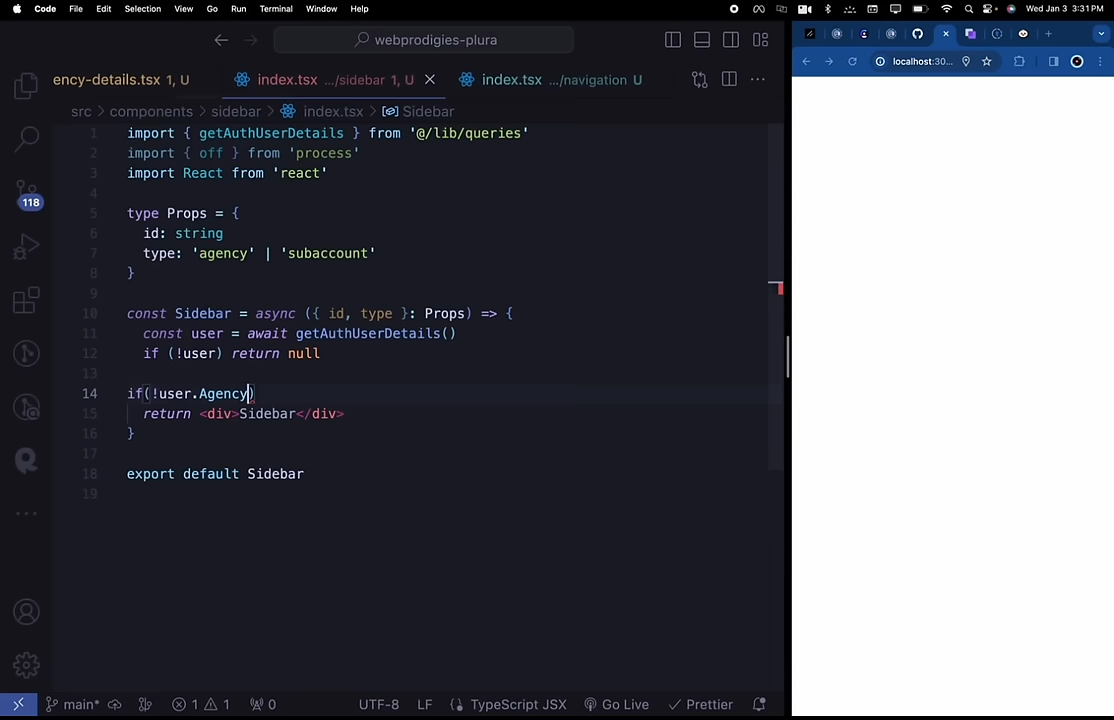 Code File Edit Selection View Go Run Terminal Window Help Wed Jan 3 3:31 PM
webprodigies-plura
ency-details.tsx 1, U index.tsx .../sidebar 1, U index.tsx .../navigation U
src > components > sidebar > index.tsx > Sidebar
1 import { getAuthUserDetails } from '@/lib/queries'
2 import { off } from 'process'
3 import React from 'react'
4
5 type Props = {
6 id: string
7 type: 'agency' | 'subaccount'
8 }
9
10 const Sidebar = async ({ id, type }: Props) => {
11 const user = await getAuthUserDetails()
12 if (!user) return null
13
14 if(!user.Agency)
15 return <div>Sidebar</div>
16 }
17
18 export default Sidebar
19
118
main* 1 1 0 UTF-8 LF TypeScript JSX Go Live Prettier
localhost:30...